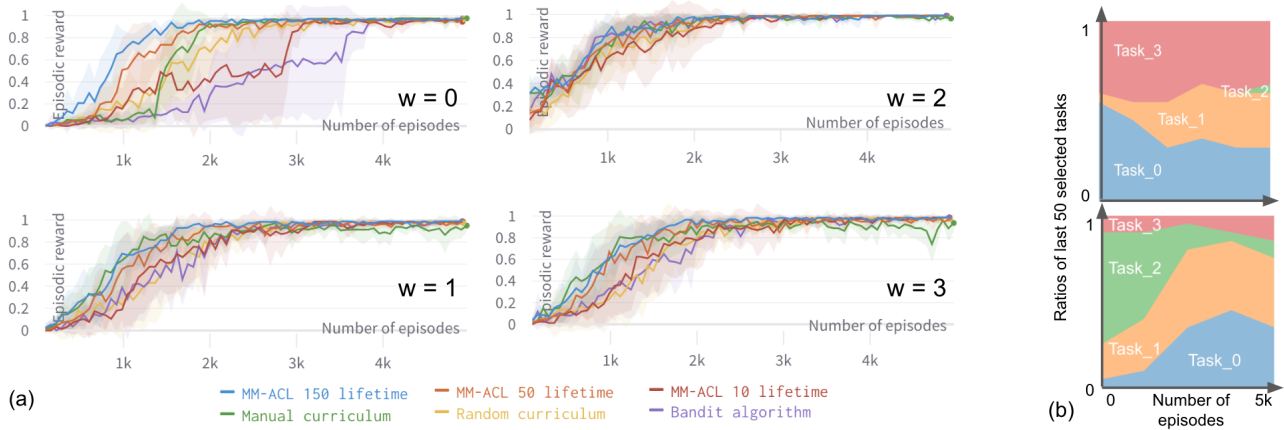 1
0.8
0.6
0.4
0.2
0
Episodic reward
w = 0
Number of episodes
1k 2k 3k 4k
1
0.8
0.6
0.4
0.2
0
Episodic reward
w = 2
Number of episodes
1k 2k 3k 4k
1
0.8
0.6
0.4
0.2
0
Episodic reward
w = 1
Number of episodes
1k 2k 3k 4k
1
0.8
0.6
0.4
0.2
0
Episodic reward
w = 3
Number of episodes
1k 2k 3k 4k
(a)
MM-ACL 150 lifetime
MM-ACL 50 lifetime
MM-ACL 10 lifetime
Manual curriculum
Random curriculum
Bandit algorithm
Ratios of last 50 selected tasks
1
Task_3
Task_2
Task_1
Task_0
0
1
Task_3
Task_2
Task_1
Task_0
0
0
Number of
episodes
5k
(b)